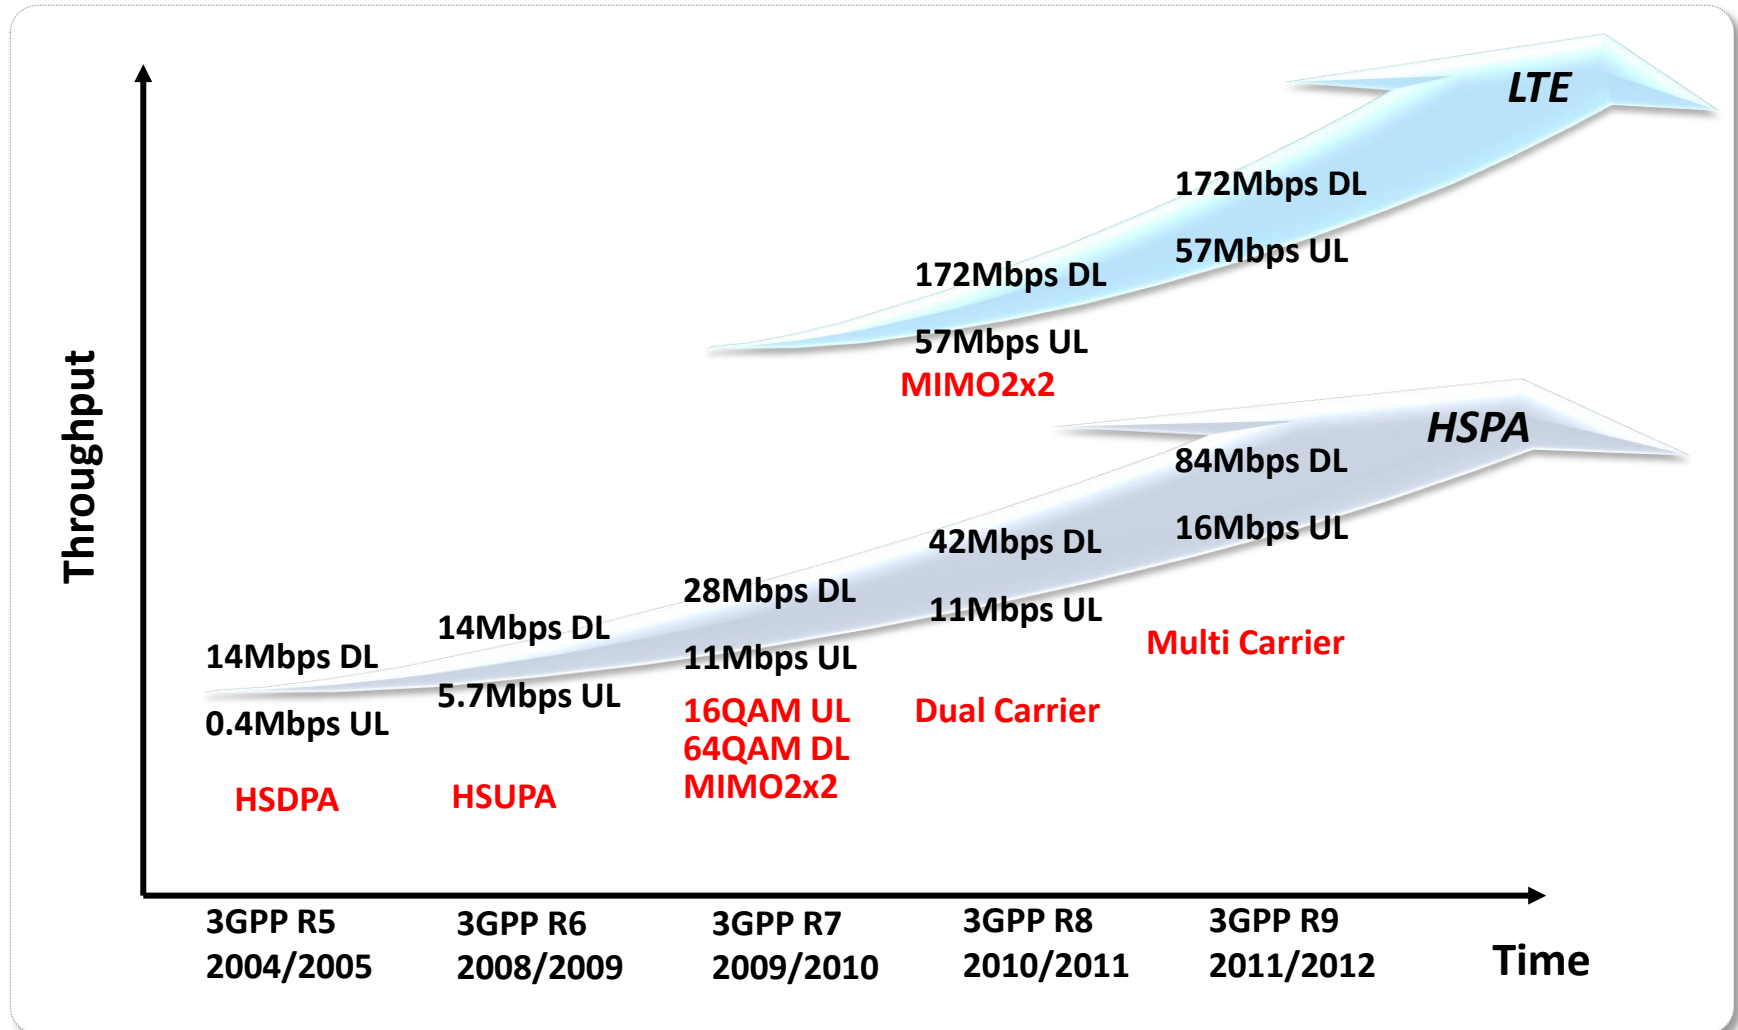 LTE
172Mbps DL
57Mbps UL
172Mbps DL
57Mbps UL
MIMO2x2
HSPA
84Mbps DL
16Mbps UL
42Mbps DL
11Mbps UL
28Mbps DL
11Mbps UL
14Mbps DL
5.7Mbps UL
14Mbps DL
0.4Mbps UL
Multi Carrier
Dual Carrier
16QAM UL
64QAM DL
MIMO2x2
HSUPA
HSDPA
Throughput
3GPP R5
2004/2005
3GPP R6
2008/2009
3GPP R7
2009/2010
3GPP R8
2010/2011
3GPP R9
2011/2012
Time